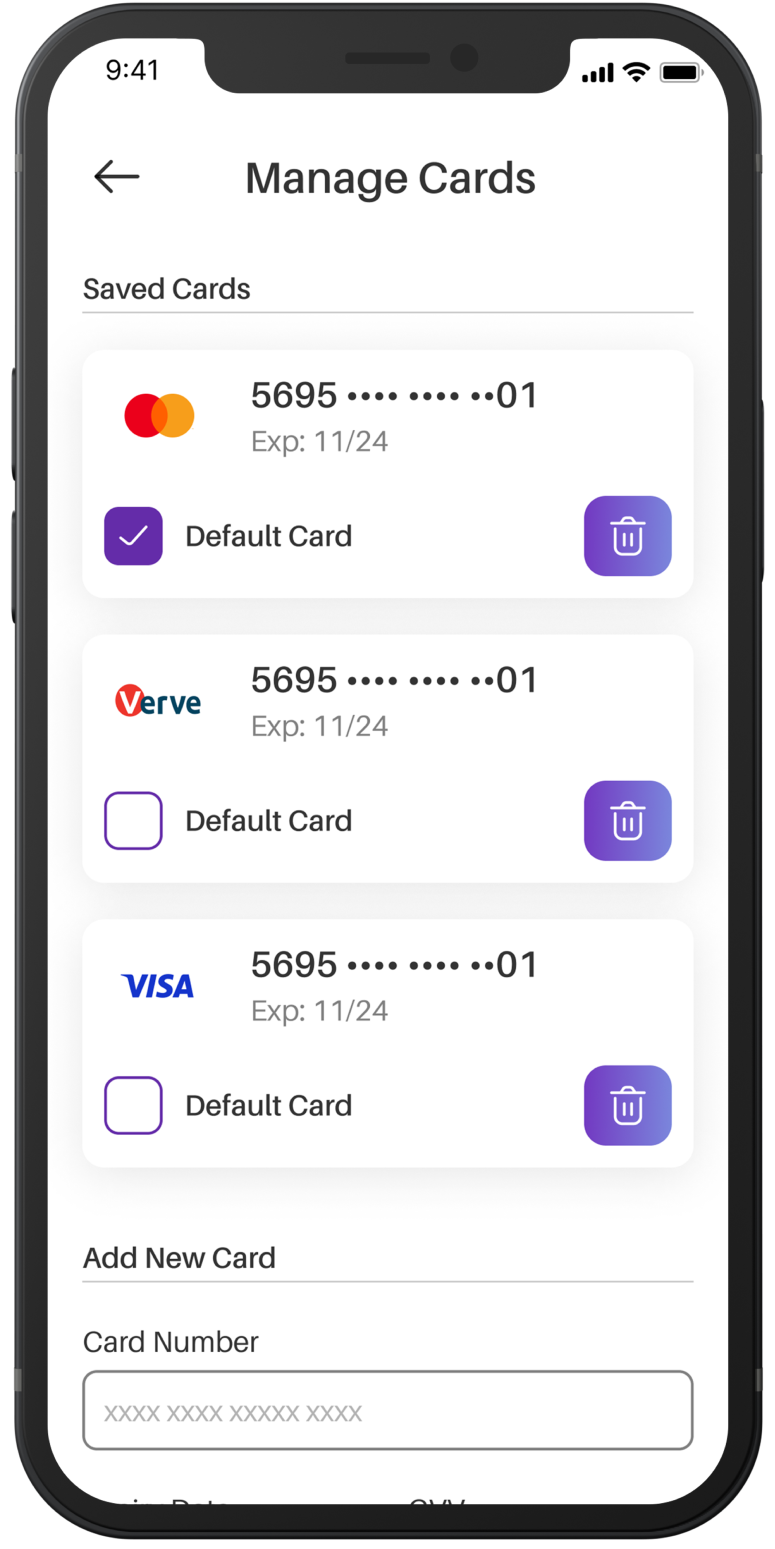 9:41
Manage Cards
Saved Cards
5695 •••• •••• ••01
Exp: 11/24
Default Card
Verve
5695 •••• •••• ••01
Exp: 11/24
Default Card
VISA
5695 •••• •••• ••01
Exp: 11/24
Default Card
Add New Card
Card Number
XXXX XXXX XXXXX XXXX
CVV